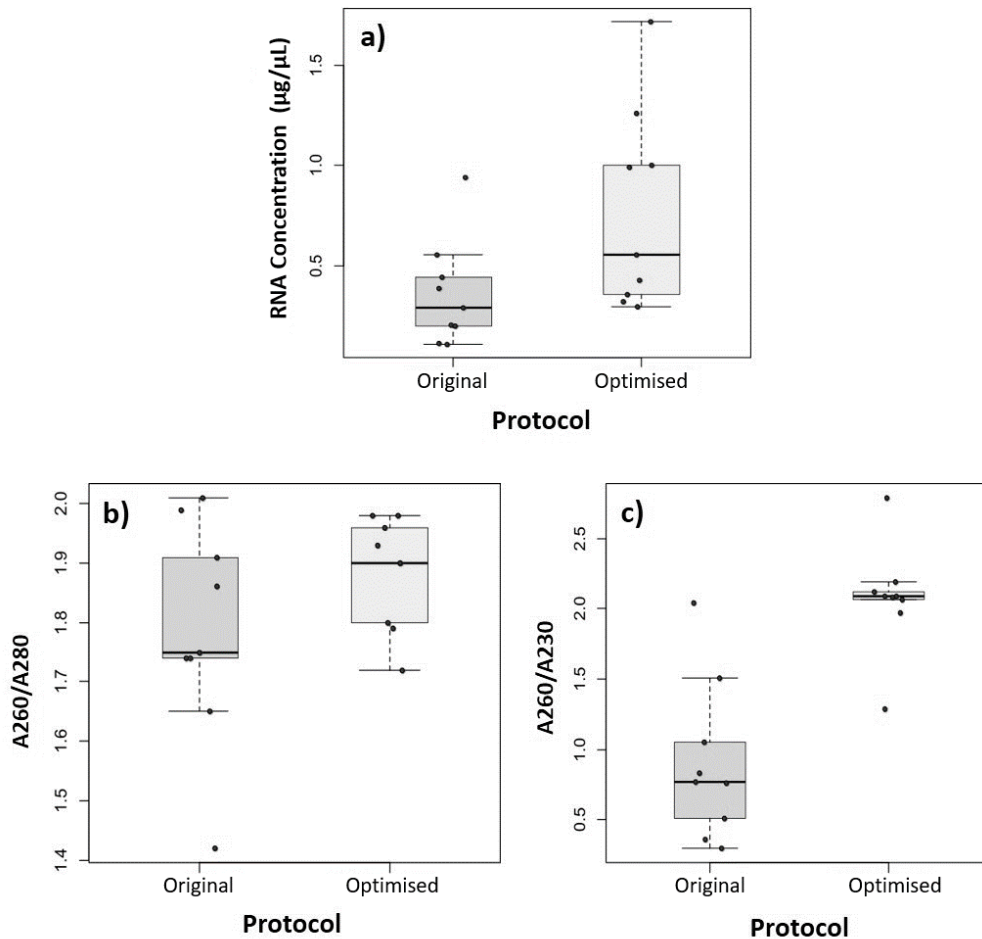 a)
RNA Concentration (µg/µL)
1.5
1.0
0.5
Original Optimised
Protocol
b)
A260/A280
2.0
1.9
1.8
1.7
1.6
1.5
1.4
Original Optimised
Protocol
c)
A260/A230
2.5
2.0
1.5
1.0
0.5
Original Optimised
Protocol